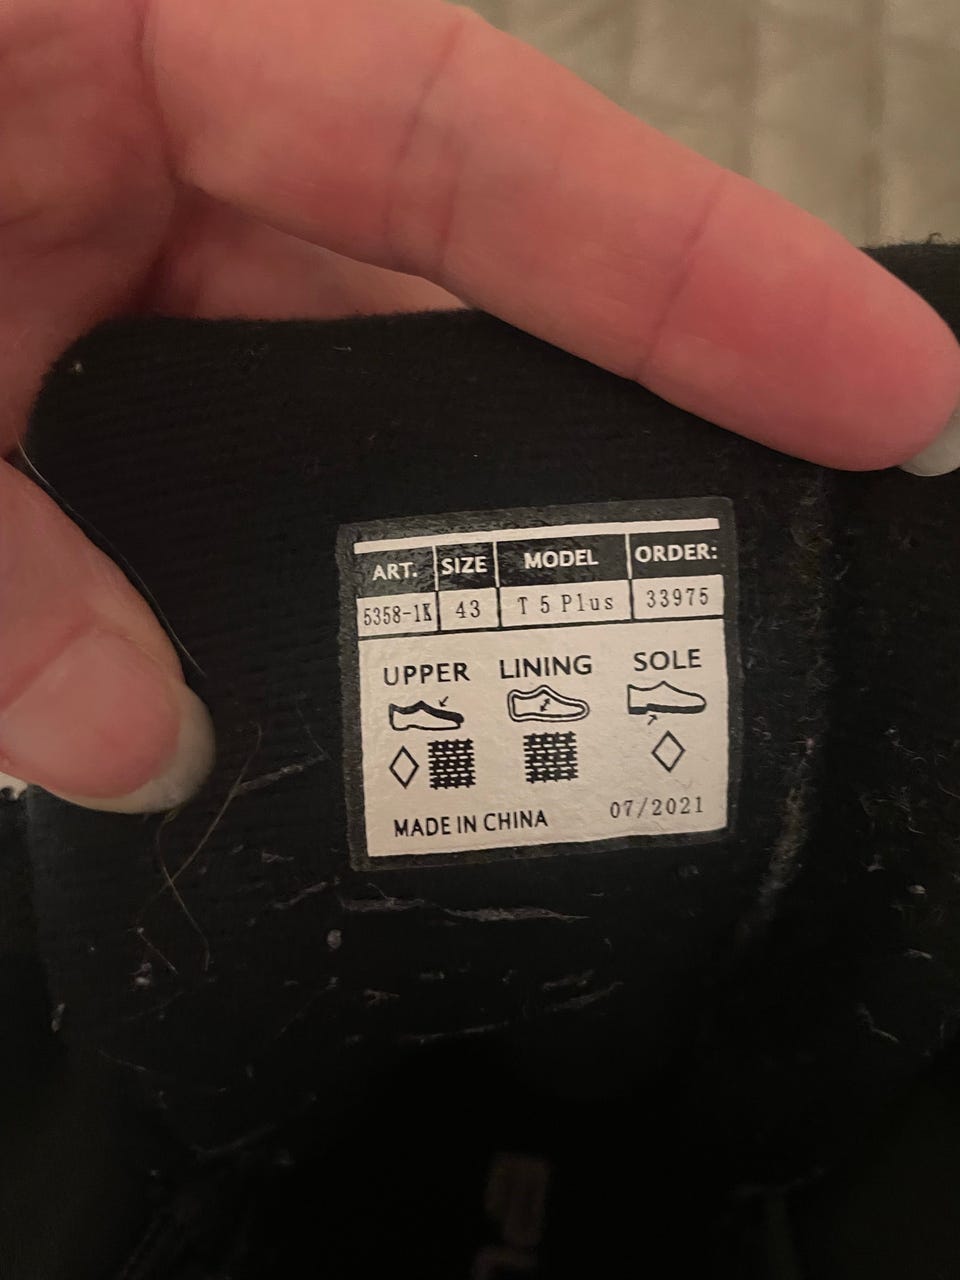 ART. SIZE MODEL ORDER:
5358-1K 43 T 5 Plus 33975
UPPER LINING SOLE
MADE IN CHINA 07/2021